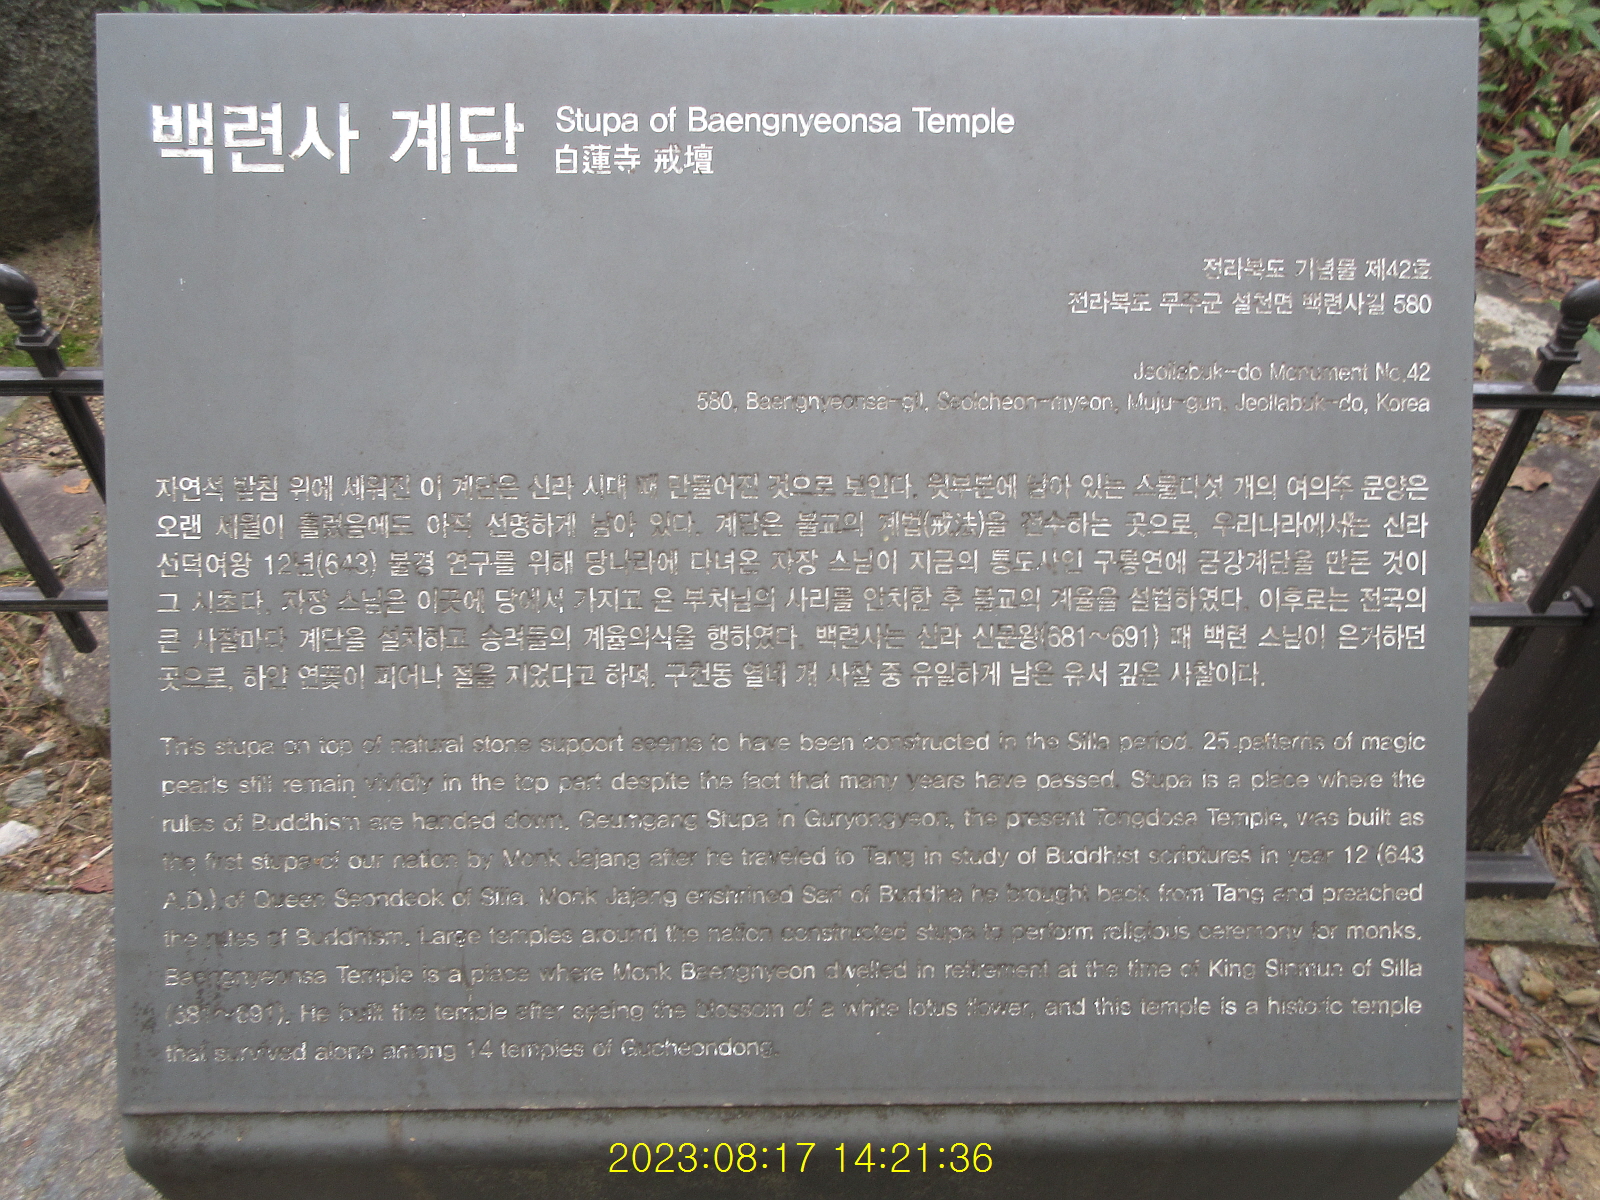 백련사 계단
Stupa of Baengnyeonsa Temple
白蓮寺 戒壇
전라북도 기념물 제42호
전라북도 무주군 설천면 백련사길 580
Jeollabuk-do Monument No.42
580, Baengnyeonsa-gil, Seolcheon-myeon, Muju-gun, Jeollabuk-do, Korea
자연석 받침 위에 세워진 이 계단은 신라 시대 때 만들어진 것으로 보인다. 윗부분에 남아 있는 스물다섯 개의 여의주 문양은
오랜 세월이 흘렀음에도 아직 선명하게 남아 있다. 계단은 불교의 계법(戒法)을 전수하는 곳으로, 우리나라에서는 신라
선덕여왕 12년(643) 불경 연구를 위해 당나라에 다녀온 자장 스님이 지금의 통도사인 구룡연에 금강계단을 만든 것이
그 시초다. 자장 스님은 이곳에 당에서 가지고 온 부처님의 사리를 안치한 후 불교의 계율을 설법하였다. 이후로는 전국의
큰 사찰마다 계단을 설치하고 승려들의 계율의식을 행하였다. 백련사는 신라 신문왕(681~691) 때 백련 스님이 은거하던
곳으로, 하얀 연꽃이 피어나 절을 지었다고 하며, 구천동 열네 개 사찰 중 유일하게 남은 유서 깊은 사찰이다.
This stupa on top of natural stone support seems to have been constructed in the Silla period. 25 patterns of magic
pearls still remain vividly in the top part despite the fact that many years have passed. Stupa is a place where the
rules of Buddhism are handed down. Geumgang Stupa in Guryongyeon, the present Tongdosa Temple, was built as
the first stupa of our nation by Monk Jajang after he traveled to Tang in study of Buddhist scriptures in year 12 (643
A.D.) of Queen Seondeok of Silla. Monk Jajang enshrined Sari of Buddha he brought back from Tang and preached
the rules of Buddhism. Large temples around the nation constructed stupa to perform religious ceremony for monks.
Baengnyeonsa Temple is a place where Monk Baengnyeon dwelled in retirement at the time of King Sinmun of Silla
(681~691). He built the temple after seeing the blossom of a white lotus flower, and this temple is a historic temple
that survived alone among 14 temples of Gucheondong.
2023:08:17 14:21:36